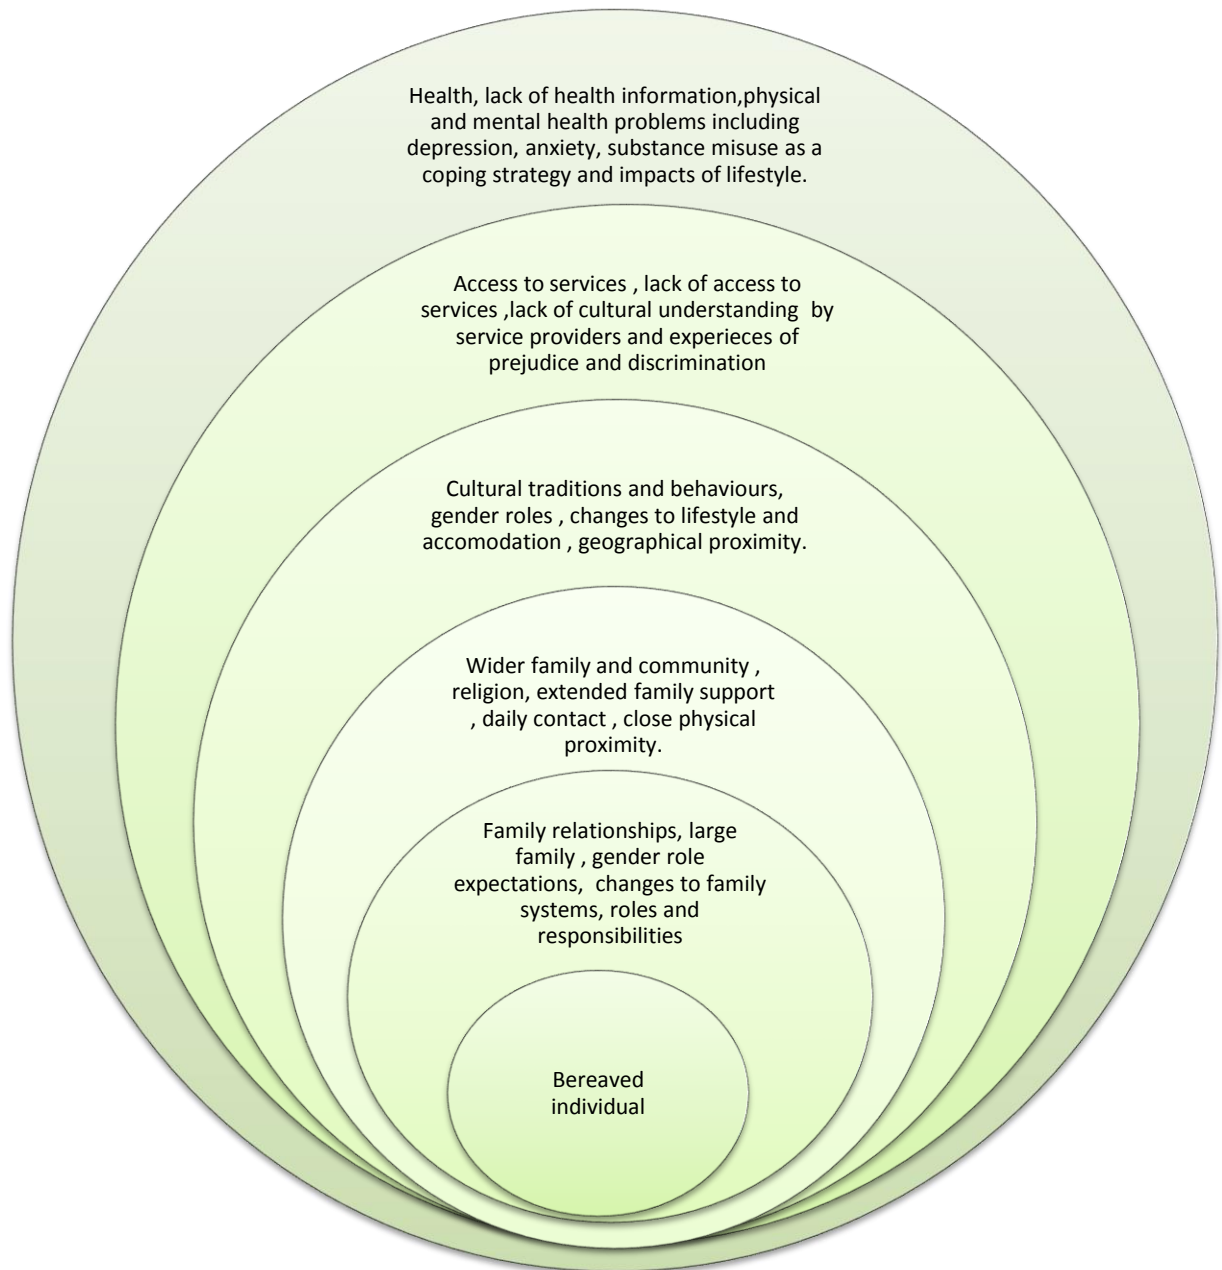 Health, lack of health information,physical
and mental health problems including
depression, anxiety, substance misuse as a
coping strategy and impacts of lifestyle.
Access to services , lack of access to
services ,lack of cultural understanding  by
service providers and experieces of
prejudice and discrimination
Cultural traditions and behaviours,
gender roles , changes to lifestyle and
accomodation , geographical proximity.
Wider family and community ,
religion, extended family support
, daily contact , close physical
proximity.
Family relationships, large
family , gender role
expectations,  changes to family
systems, roles and
responsibilities
Bereaved
individual